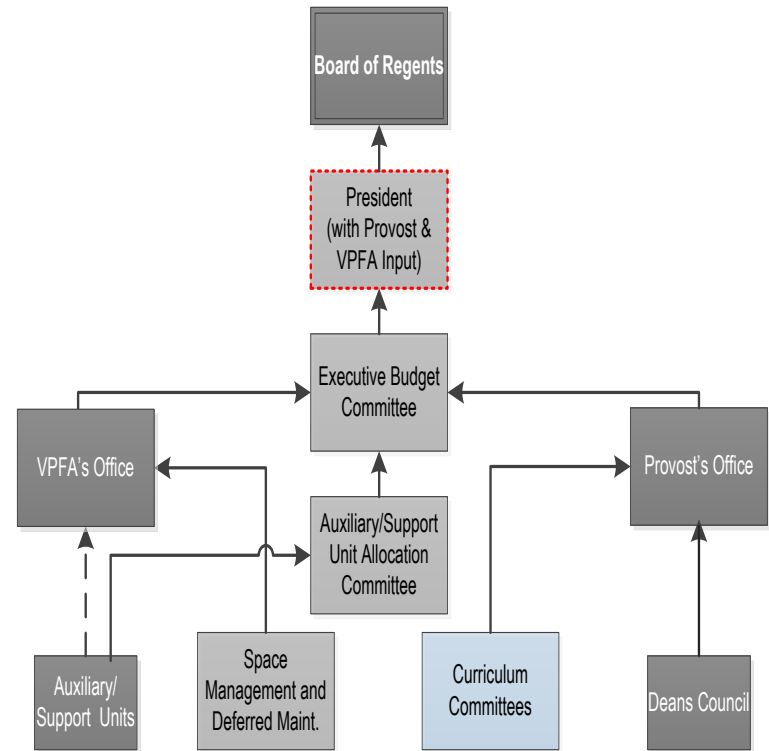 Board of Regents
President
(with Provost &
VPFA Input)
Executive Budget
Committee
VPFA's Office
Provost's Office
Auxiliary/Support
Unit Allocation
Committee
Auxiliary/
Support Units
Space
Management and
Deferred Maint.
Curriculum
Committees
Deans Council